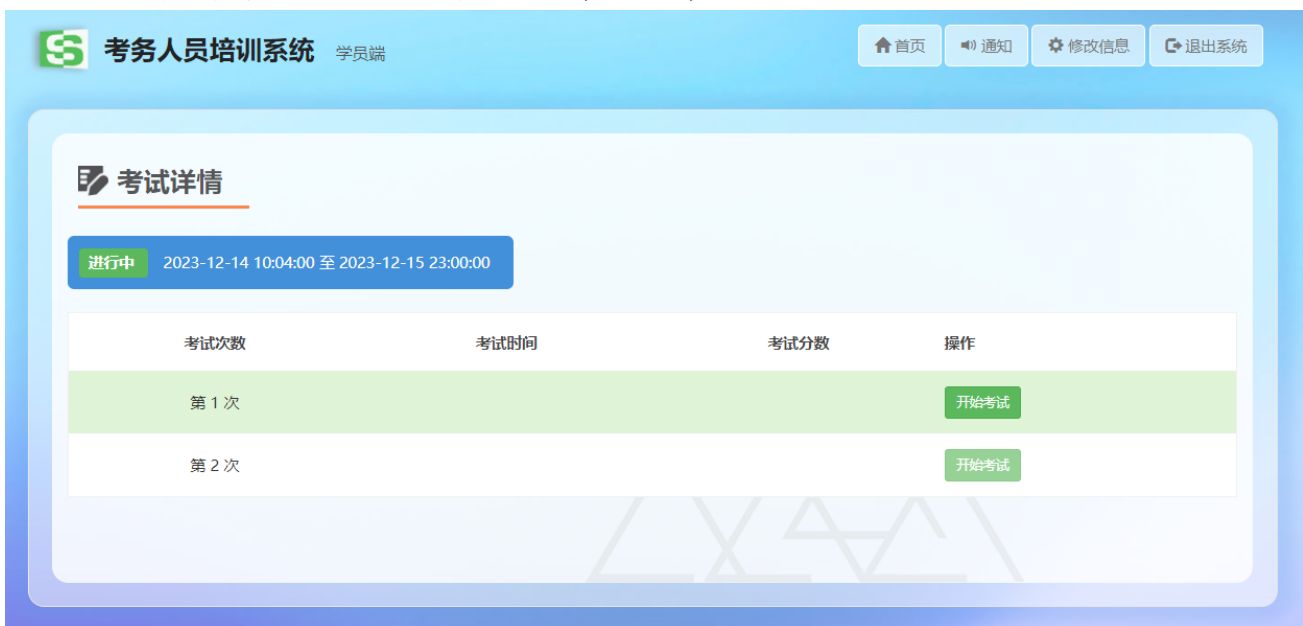 考务人员培训系统 学员端 首页 通知 修改信息 退出系统
考试详情
进行中 2023-12-14 10:04:00 至 2023-12-15 23:00:00
考试次数 考试时间 考试分数 操作
第 1 次 开始考试
第 2 次 开始考试